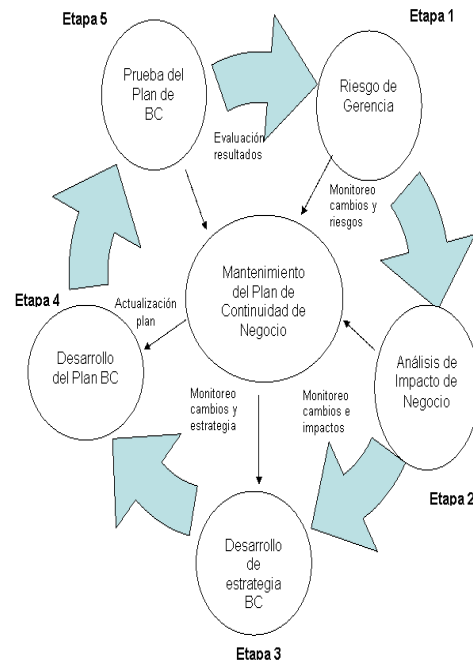 Etapa 5
Etapa 1
Prueba del
Plan de
BC
Riesgo de
Gerencia
Evaluación
resultados
Monitoreo
cambios y
riesgos
Mantenimiento
del Plan de
Continuidad de
Negocio
Etapa 4
Actualización
plan
Desarrollo
del Plan BC
Análisis de
Impacto de
Negocio
Monitoreo
cambios y
estrategia
Monitoreo
cambios e
impactos
Etapa 2
Desarrollo
de
estrategia
BC
Etapa 3